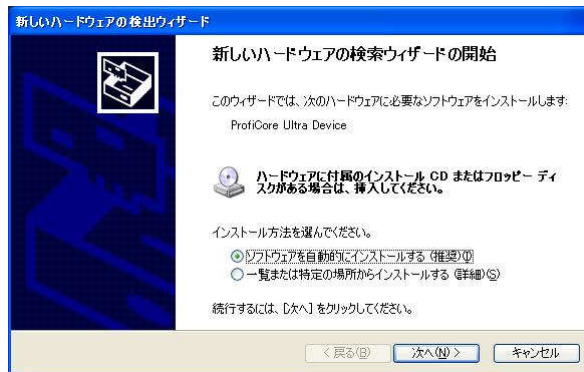 新しいハードウェアの検出ウィザード
新しいハードウェアの検索ウィザードの開始
このウィザードでは、次のハードウェアに必要なソフトウェアをインストールします:
ProfiCore Ultra Device
ハードウェアに付属のインストール CD またはフロッピー ディ
スクがある場合は、挿入してください。
インストール方法を選んでください。
ソフトウェアを自動的にインストールする (推奨)(I)
一覧または特定の場所からインストールする (詳細)(S)
続行するには、[次へ] をクリックしてください。
< 戻る(B) 次へ(N) > キャンセル